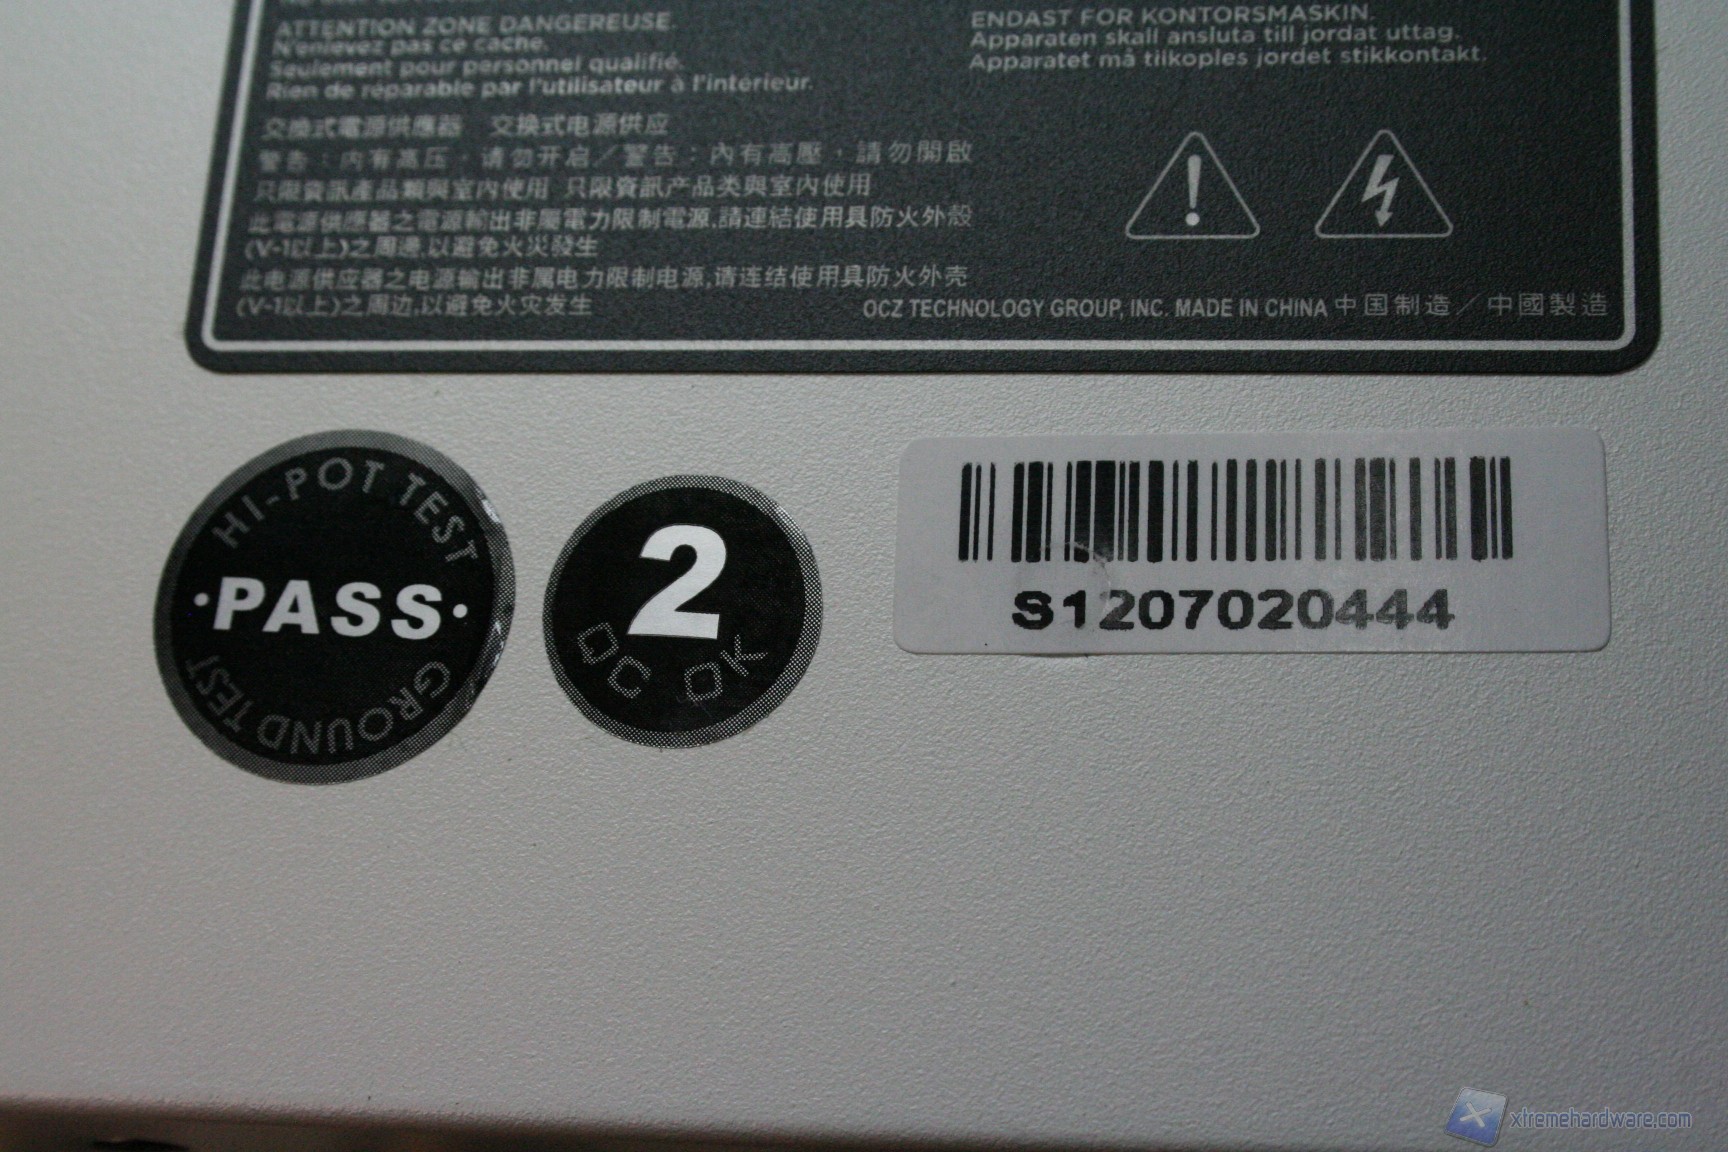 ATTENTION ZONE DANGEREUSE.
N'enlevez pas ce cache.
Seulement pour personnel qualifié.
Rien de réparable par l'utilisateur à l'intérieur.
ENDAST FOR KONTORSMASKIN.
Apparaten skall ansluta till jordat uttag.
Apparatet må tilkoples jordet stikkontakt.
交換式電源供應器 交换式电源供应
警告：内有高压，请勿开启／警告：內有高壓，請勿開啟
只限資訊產品類與室內使用 只限資訊产品类與室內使用
此電源供應器之電源輸出非屬電力限制電源,請連結使用具防火外殼
(V-1以上)之周邊,以避免火災發生
此电源供应器之电源输出非属电力限制电源,请连结使用具防火外壳
(V-1以上)之周边,以避免火灾发生
OCZ TECHNOLOGY GROUP, INC. MADE IN CHINA 中国制造／中國製造
HI-POT TEST
·PASS·
GROUND TEST
2
QC OK
S1207020444
xtremehardware.com